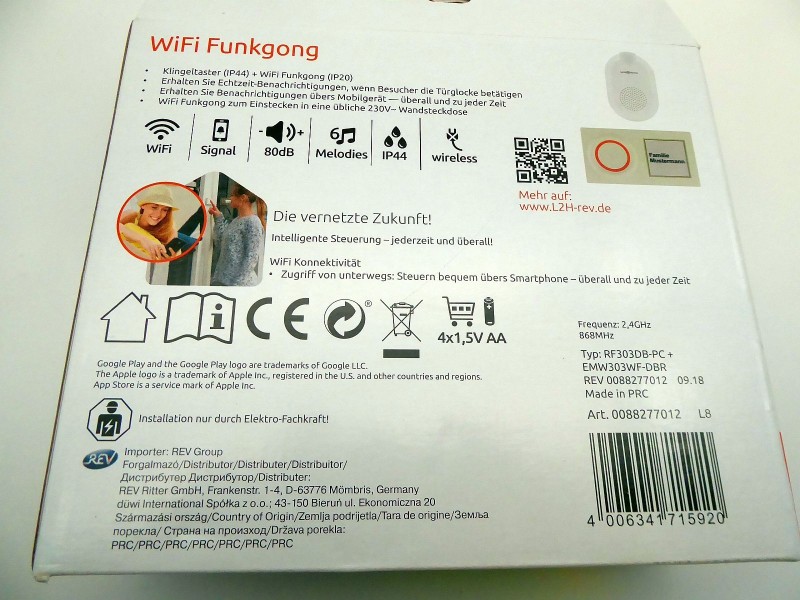 WiFi Funkgong
• Klingeltaster (IP44) + WiFi Funkgong (IP20)
• Erhalten Sie Echtzeit-Benachrichtigungen, wenn Besucher die Türglocke betätigen
• Erhalten Sie Benachrichtigungen übers Mobilgerät — überall und zu jeder Zeit
• WiFi Funkgong zum Einstecken in eine übliche 230V– Wandsteckdose
WiFi
Signal
- +
80dB
6
Melodies
IP44
wireless
Familie
Mustermann
Mehr auf:
www.L2H-rev.de
Die vernetzte Zukunft!
Intelligente Steuerung – jederzeit und überall!
WiFi Konnektivität
• Zugriff von unterwegs: Steuern bequem übers Smartphone – überall und zu jeder Zeit
i
CE
®
4x1,5V AA
Frequenz: 2,4GHz
868MHz
Typ: RF303DB-PC +
EMW303WF-DBR
REV 0088277012 09.18
Made in PRC
Art. 0088277012 L8
Google Play and the Google Play logo are trademarks of Google LLC.
The Apple logo is a trademark of Apple Inc., registered in the U.S. and other countries and regions.
App Store is a service mark of Apple Inc.
Installation nur durch Elektro-Fachkraft!
REV
Importer: REV Group
Forgalmazó/Distributor/Distributer/Distribuitor/
Дистрибутер Дистрибутор/Distributer:
REV Ritter GmbH, Frankenstr. 1-4, D-63776 Mömbris, Germany
düwi International Spółka z o.o.; 43-150 Bieruń ul. Ekonomiczna 20
Származási ország/Country of Origin/Zemlja podrijetla/Tara de origine/Земља
порекла/ Страна на произход/Država porekla:
PRC/PRC/PRC/PRC/PRC/PRC/PRC
4 006341 715920